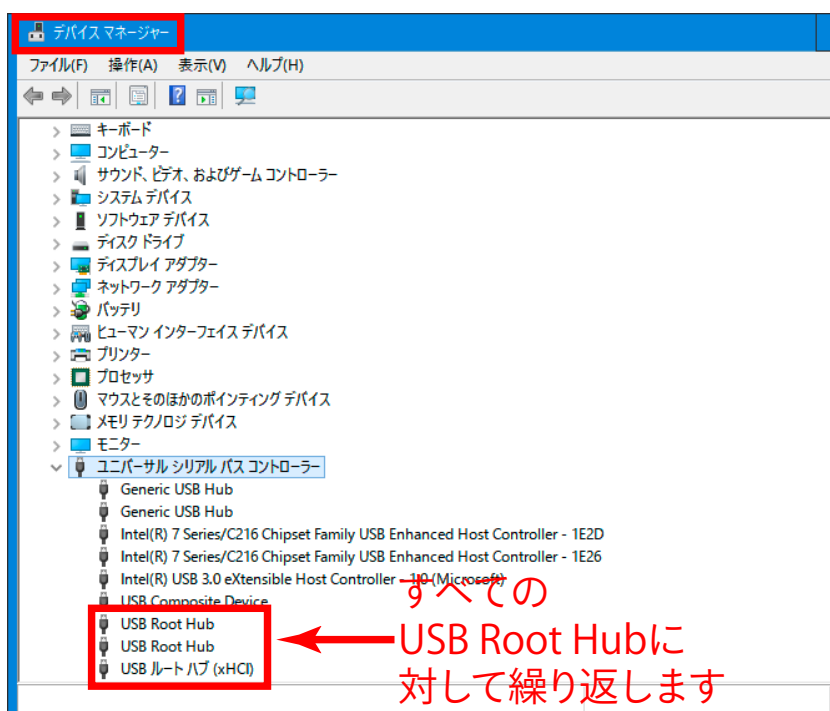 デバイス マネージャー
ファイル(F) 操作(A) 表示(V) ヘルプ(H)
キーボード
コンピューター
サウンド、ビデオ、およびゲーム コントローラー
システム デバイス
ソフトウェア デバイス
ディスク ドライブ
ディスプレイ アダプター
ネットワーク アダプター
バッテリ
ヒューマン インターフェイス デバイス
プリンター
プロセッサ
マウスとそのほかのポインティング デバイス
メモリ テクノロジ デバイス
モニター
ユニバーサル シリアル バス コントローラー
Generic USB Hub
Generic USB Hub
Intel(R) 7 Series/C216 Chipset Family USB Enhanced Host Controller - 1E2D
Intel(R) 7 Series/C216 Chipset Family USB Enhanced Host Controller - 1E26
Intel(R) USB 3.0 eXtensible Host Controller - 1.0 (Microsoft)
USB Composite Device
USB Root Hub
USB Root Hub
USB ルート ハブ (xHCI)
すべての
USB Root Hubに
対して繰り返します